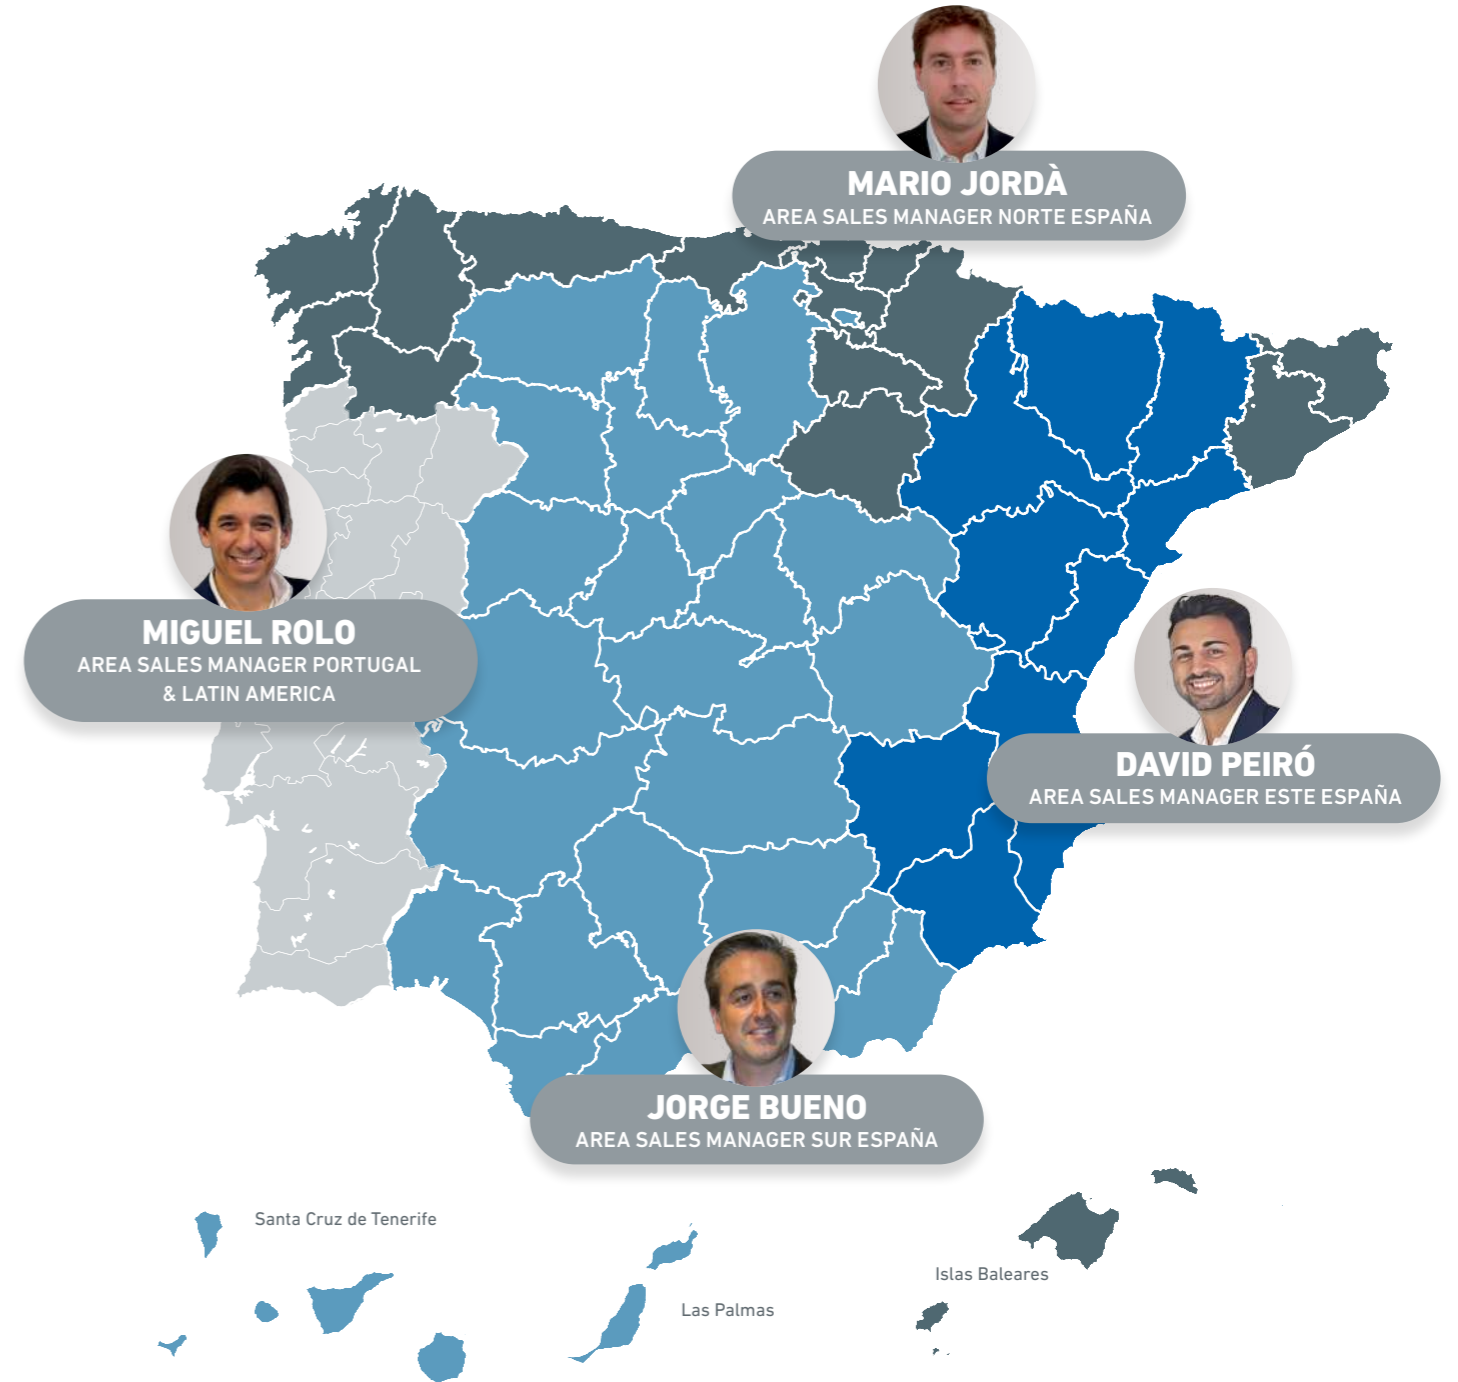 MARIO JORDÀ
AREA SALES MANAGER NORTE ESPAÑA
MIGUEL ROLO
AREA SALES MANAGER PORTUGAL
& LATIN AMERICA
DAVID PEIRÓ
AREA SALES MANAGER ESTE ESPAÑA
JORGE BUENO
AREA SALES MANAGER SUR ESPAÑA
Santa Cruz de Tenerife
Las Palmas
Islas Baleares